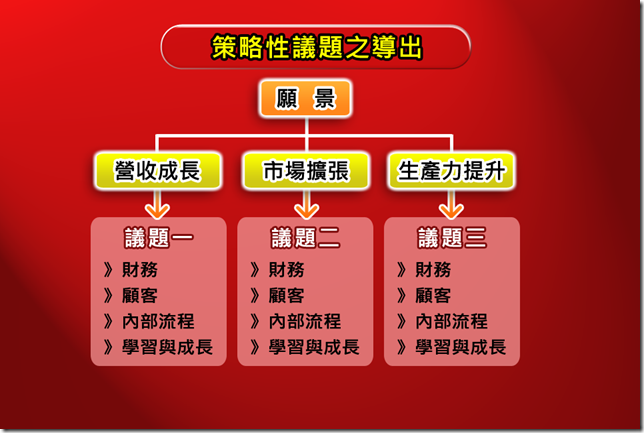 策略性議題之導出
願 景
營收成長
市場擴張
生產力提升
議題一
》財務
》顧客
》內部流程
》學習與成長
議題二
》財務
》顧客
》內部流程
》學習與成長
議題三
》財務
》顧客
》內部流程
》學習與成長